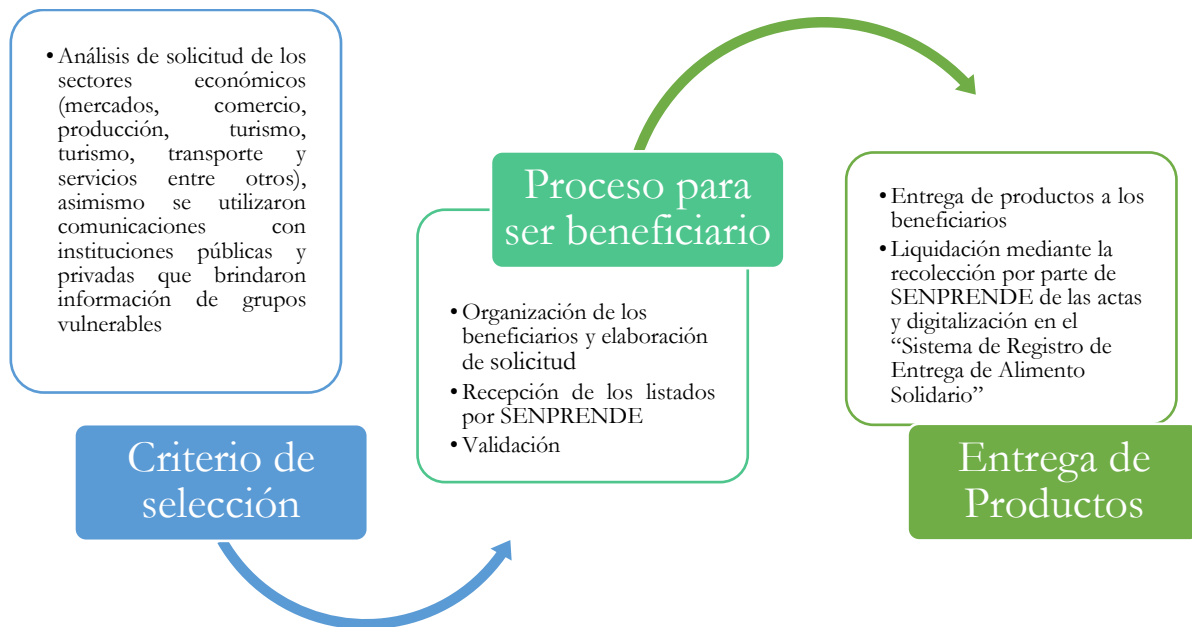 • Análisis de solicitud de los
sectores económicos
(mercados, comercio,
producción, turismo,
turismo, transporte y
servicios entre otros),
asimismo se utilizaron
comunicaciones con
instituciones públicas y
privadas que brindaron
información de grupos
vulnerables
Criterio de
selección
Proceso para
ser beneficiario
• Organización de los
beneficiarios y elaboración
de solicitud
• Recepción de los listados
por SENPRENDE
• Validación
• Entrega de productos a los
beneficiarios
• Liquidación mediante la
recolección por parte de
SENPRENDE de las actas
y digitalización en el
“Sistema de Registro de
Entrega de Alimento
Solidario”
Entrega de
Productos